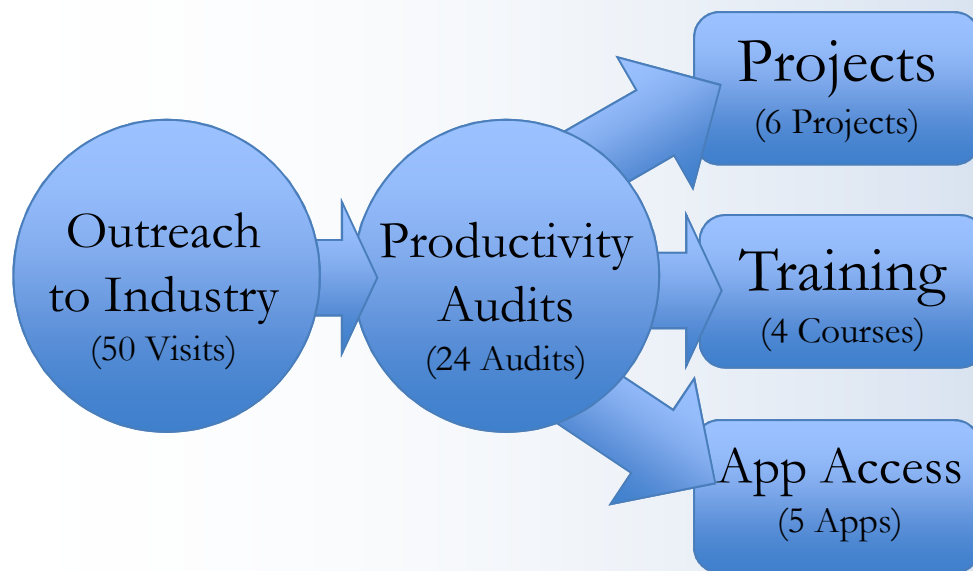 Outreach
to Industry
(50 Visits)
Productivity
Audits
(24 Audits)
Projects
(6 Projects)
Training
(4 Courses)
App Access
(5 Apps)